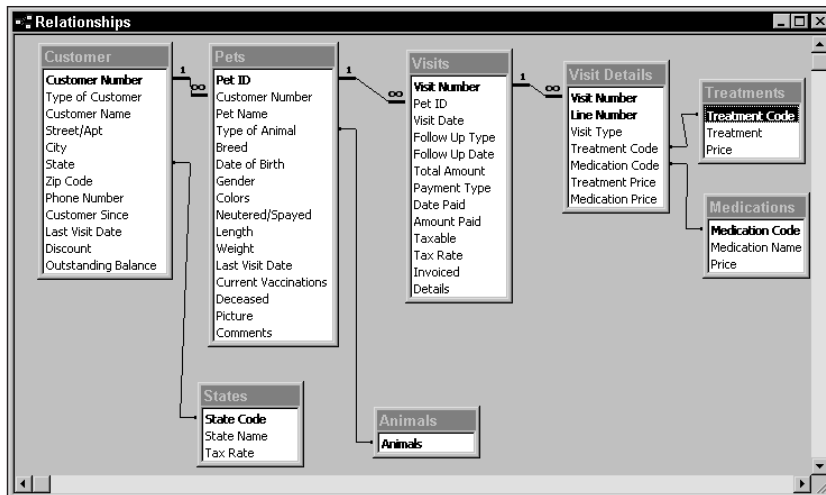 Relationships
Customer
Customer Number
Type of Customer
Customer Name
Street/Apt
City
State
Zip Code
Phone Number
Customer Since
Last Visit Date
Discount
Outstanding Balance
1
∞
Pets
Pet ID
Customer Number
Pet Name
Type of Animal
Breed
Date of Birth
Gender
Colors
Neutered/Spayed
Length
Weight
Last Visit Date
Current Vaccinations
Deceased
Picture
Comments
1
∞
Visits
Visit Number
Pet ID
Visit Date
Follow Up Type
Follow Up Date
Total Amount
Payment Type
Date Paid
Amount Paid
Taxable
Tax Rate
Invoiced
Details
1
∞
Visit Details
Visit Number
Line Number
Visit Type
Treatment Code
Medication Code
Treatment Price
Medication Price
Treatments
Treatment Code
Treatment
Price
Medications
Medication Code
Medication Name
Price
States
State Code
State Name
Tax Rate
Animals
Animals